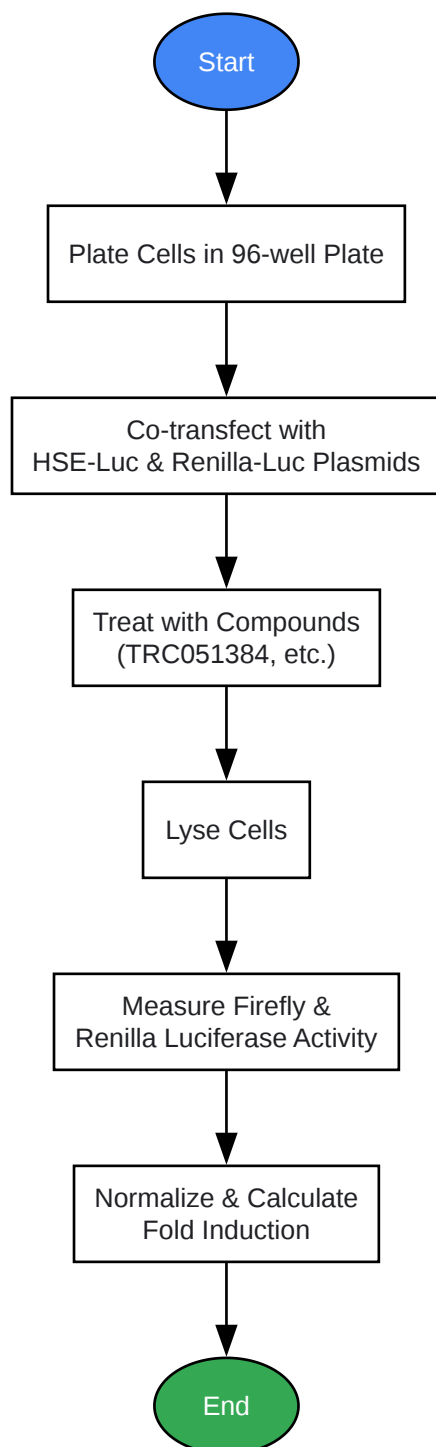 Start
Plate Cells in 96-well Plate
Co-transfect with
HSE-Luc & Renilla-Luc Plasmids
Treat with Compounds
(TRC051384, etc.)
Lyse Cells
Measure Firefly &
Renilla Luciferase Activity
Normalize & Calculate
Fold Induction
End